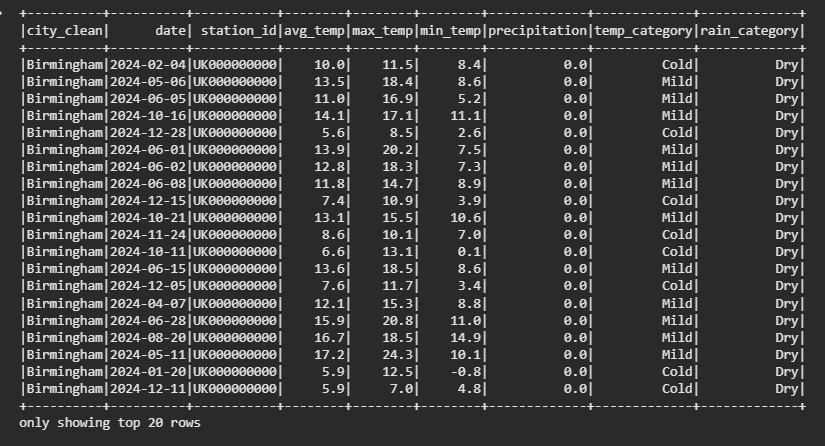 +----------+----------+-----------+--------+--------+--------+-------------+-------------+-------------+
|city_clean|      date| station_id|avg_temp|max_temp|min_temp|precipitation|temp_category|rain_category|
+----------+----------+-----------+--------+--------+--------+-------------+-------------+-------------+
|Birmingham|2024-02-04|UK000000000|    10.0|    11.5|     8.4|          0.0|         Cold|          Dry|
|Birmingham|2024-05-06|UK000000000|    13.5|    18.4|     8.6|          0.0|         Mild|          Dry|
|Birmingham|2024-06-05|UK000000000|    11.0|    16.9|     5.2|          0.0|         Mild|          Dry|
|Birmingham|2024-10-16|UK000000000|    14.1|    17.1|    11.1|          0.0|         Mild|          Dry|
|Birmingham|2024-12-28|UK000000000|     5.6|     8.5|     2.6|          0.0|         Cold|          Dry|
|Birmingham|2024-06-01|UK000000000|    13.9|    20.2|     7.5|          0.0|         Mild|          Dry|
|Birmingham|2024-06-02|UK000000000|    12.8|    18.3|     7.3|          0.0|         Mild|          Dry|
|Birmingham|2024-06-08|UK000000000|    11.8|    14.7|     8.9|          0.0|         Mild|          Dry|
|Birmingham|2024-12-15|UK000000000|     7.4|    10.9|     3.9|          0.0|         Cold|          Dry|
|Birmingham|2024-10-21|UK000000000|    13.1|    15.5|    10.6|          0.0|         Mild|          Dry|
|Birmingham|2024-11-24|UK000000000|     8.6|    10.1|     7.0|          0.0|         Cold|          Dry|
|Birmingham|2024-10-11|UK000000000|     6.6|    13.1|     0.1|          0.0|         Cold|          Dry|
|Birmingham|2024-06-15|UK000000000|    13.6|    18.5|     8.6|          0.0|         Mild|          Dry|
|Birmingham|2024-12-05|UK000000000|     7.6|    11.7|     3.4|          0.0|         Cold|          Dry|
|Birmingham|2024-04-07|UK000000000|    12.1|    15.3|     8.8|          0.0|         Mild|          Dry|
|Birmingham|2024-06-28|UK000000000|    15.9|    20.8|    11.0|          0.0|         Mild|          Dry|
|Birmingham|2024-08-20|UK000000000|    16.7|    18.5|    14.9|          0.0|         Mild|          Dry|
|Birmingham|2024-05-11|UK000000000|    17.2|    24.3|    10.1|          0.0|         Mild|          Dry|
|Birmingham|2024-01-20|UK000000000|     5.9|    12.5|    -0.8|          0.0|         Cold|          Dry|
|Birmingham|2024-12-11|UK000000000|     5.9|     7.0|     4.8|          0.0|         Cold|          Dry|
+----------+----------+-----------+--------+--------+--------+-------------+-------------+-------------+
only showing top 20 rows